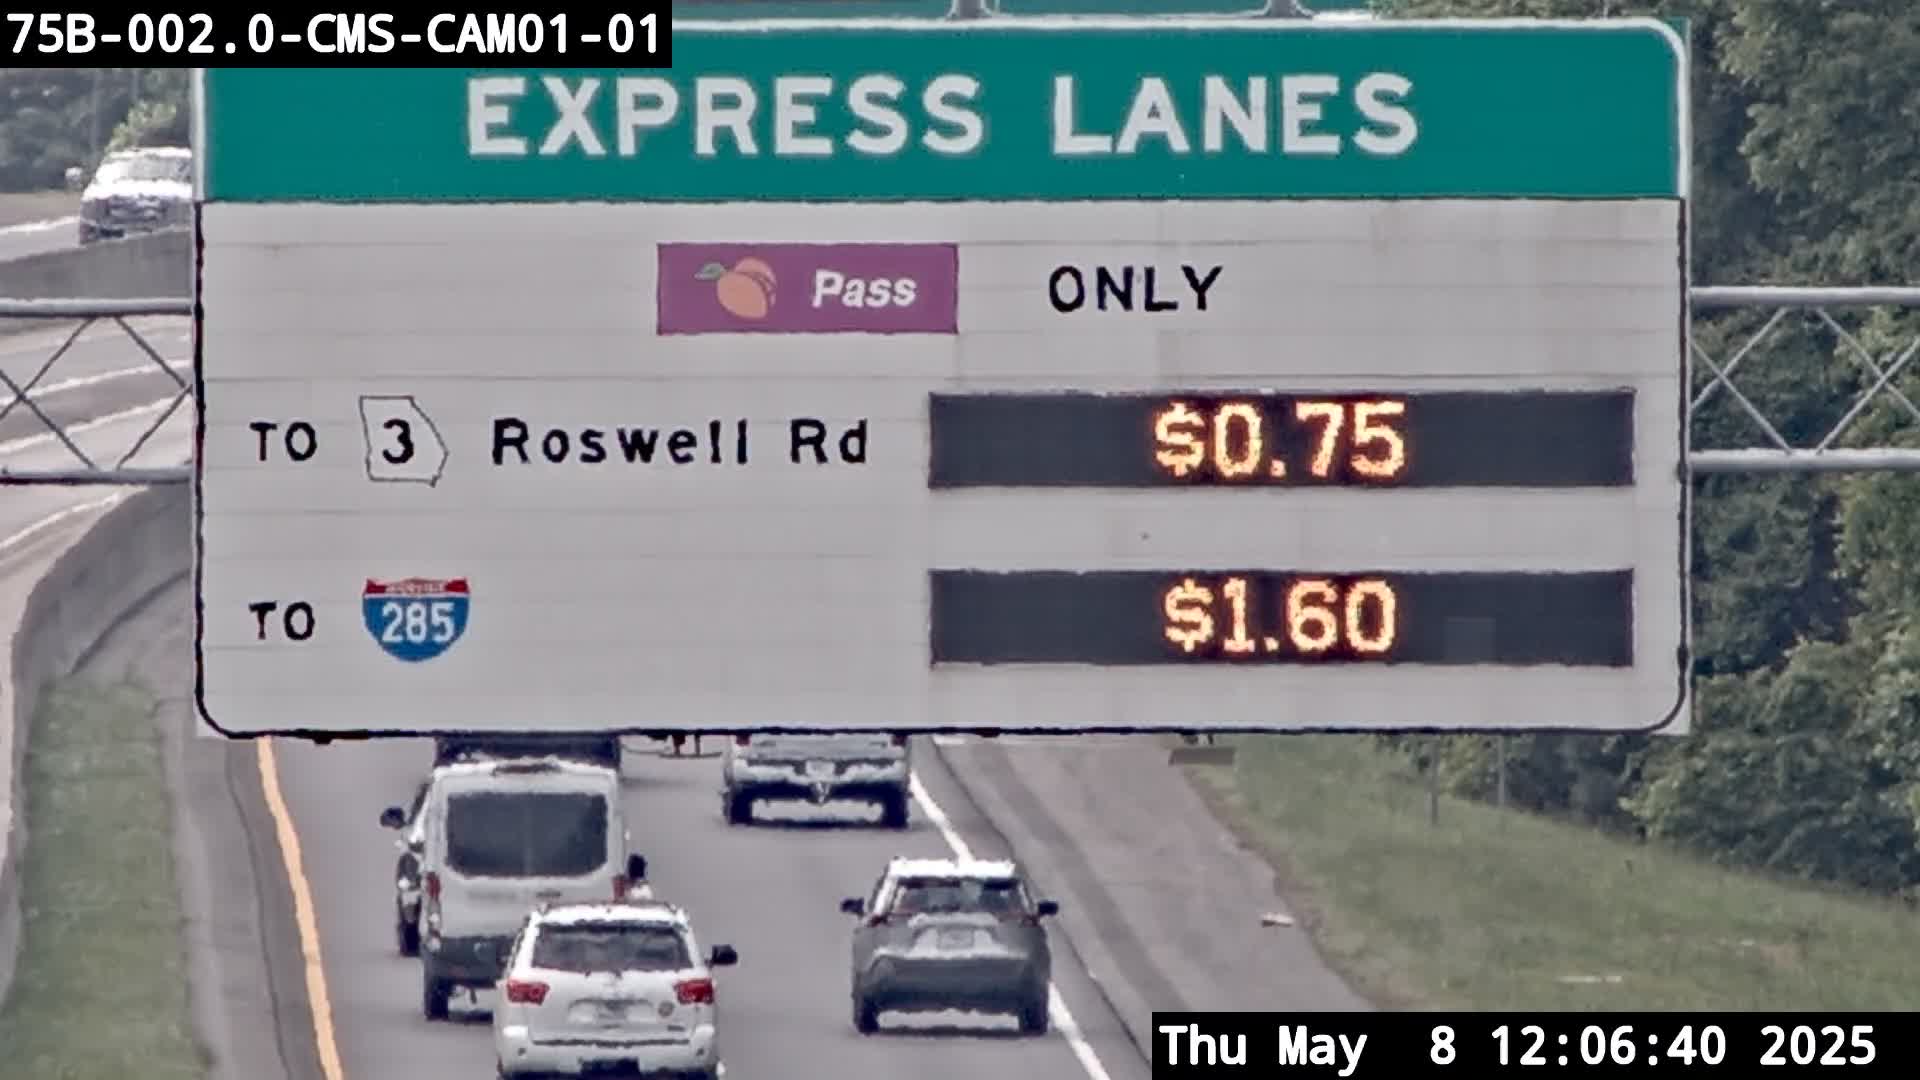 75B-002.0-CMS-CAM01-01
EXPRESS LANES
Pass ONLY
TO 3 Roswell Rd $0.75
TO 285 $1.60
Thu May 8 12:06:40 2025